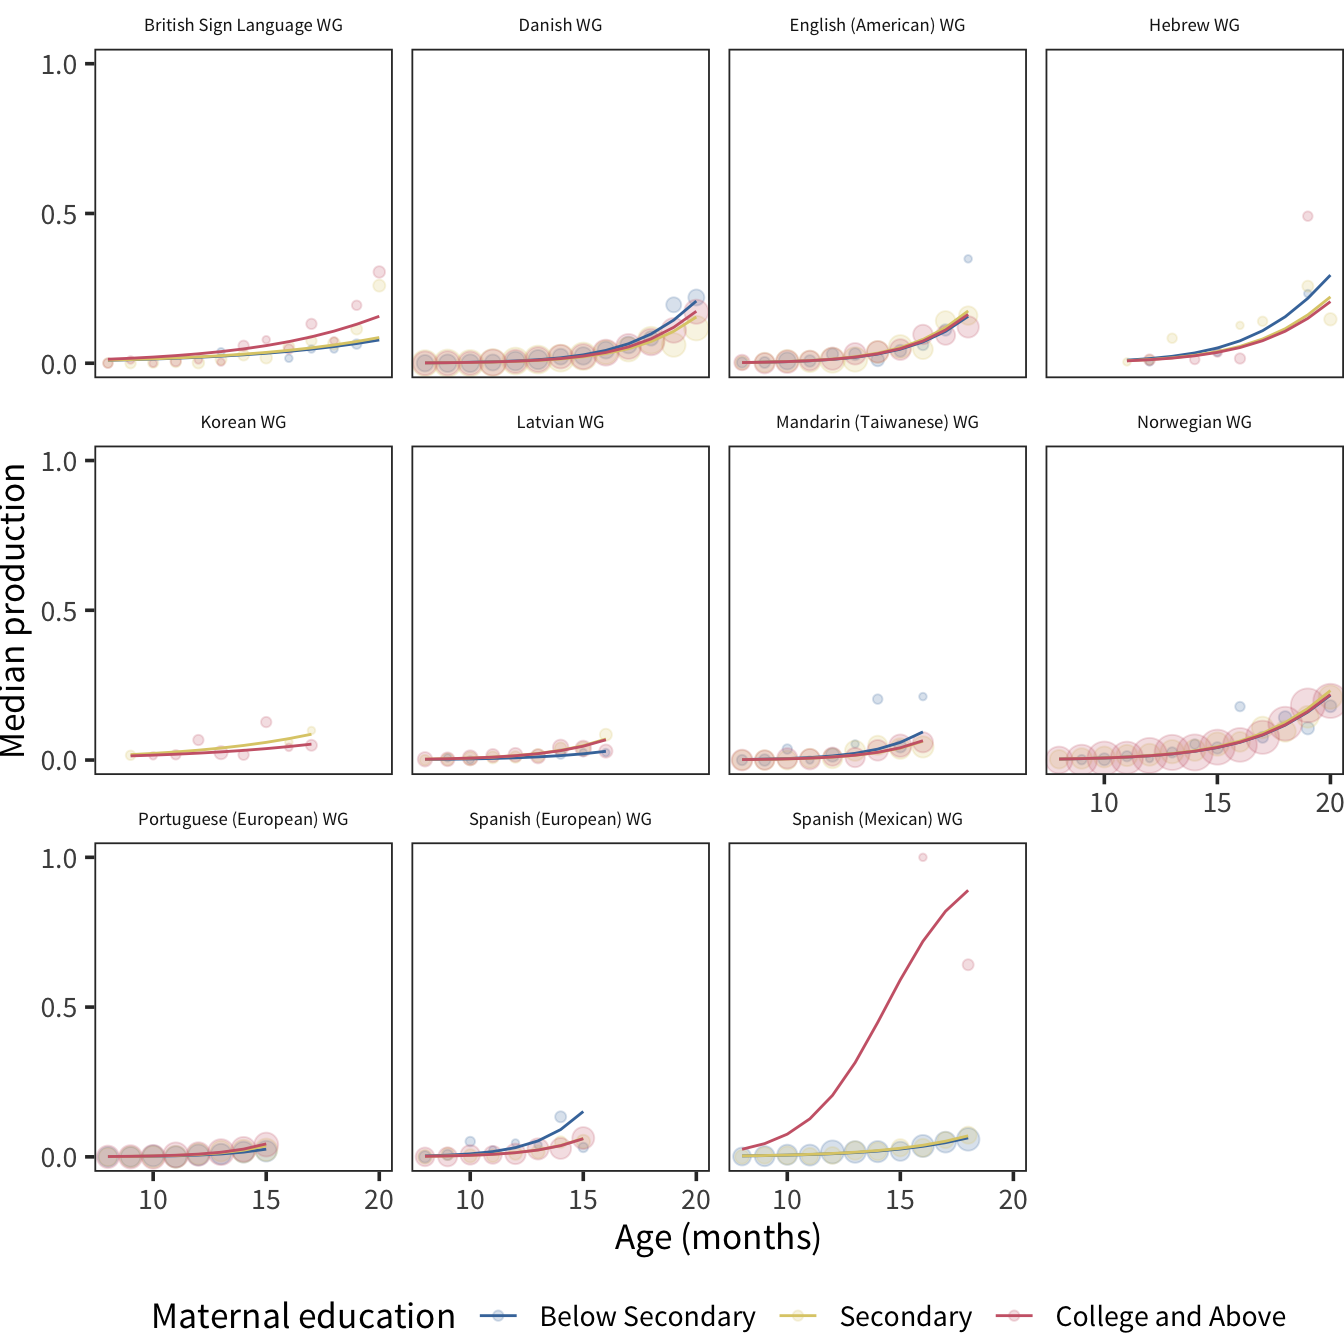 British Sign Language WG
Danish WG
English (American) WG
Hebrew WG
1.0
0.5
0.0
Korean WG
Latvian WG
Mandarin (Taiwanese) WG
Norwegian WG
1.0
0.5
0.0
10
15
20
Portuguese (European) WG
Spanish (European) WG
Spanish (Mexican) WG
1.0
0.5
0.0
10
15
20
10
15
20
10
15
20
Median production
Age (months)
Maternal education
Below Secondary
Secondary
College and Above